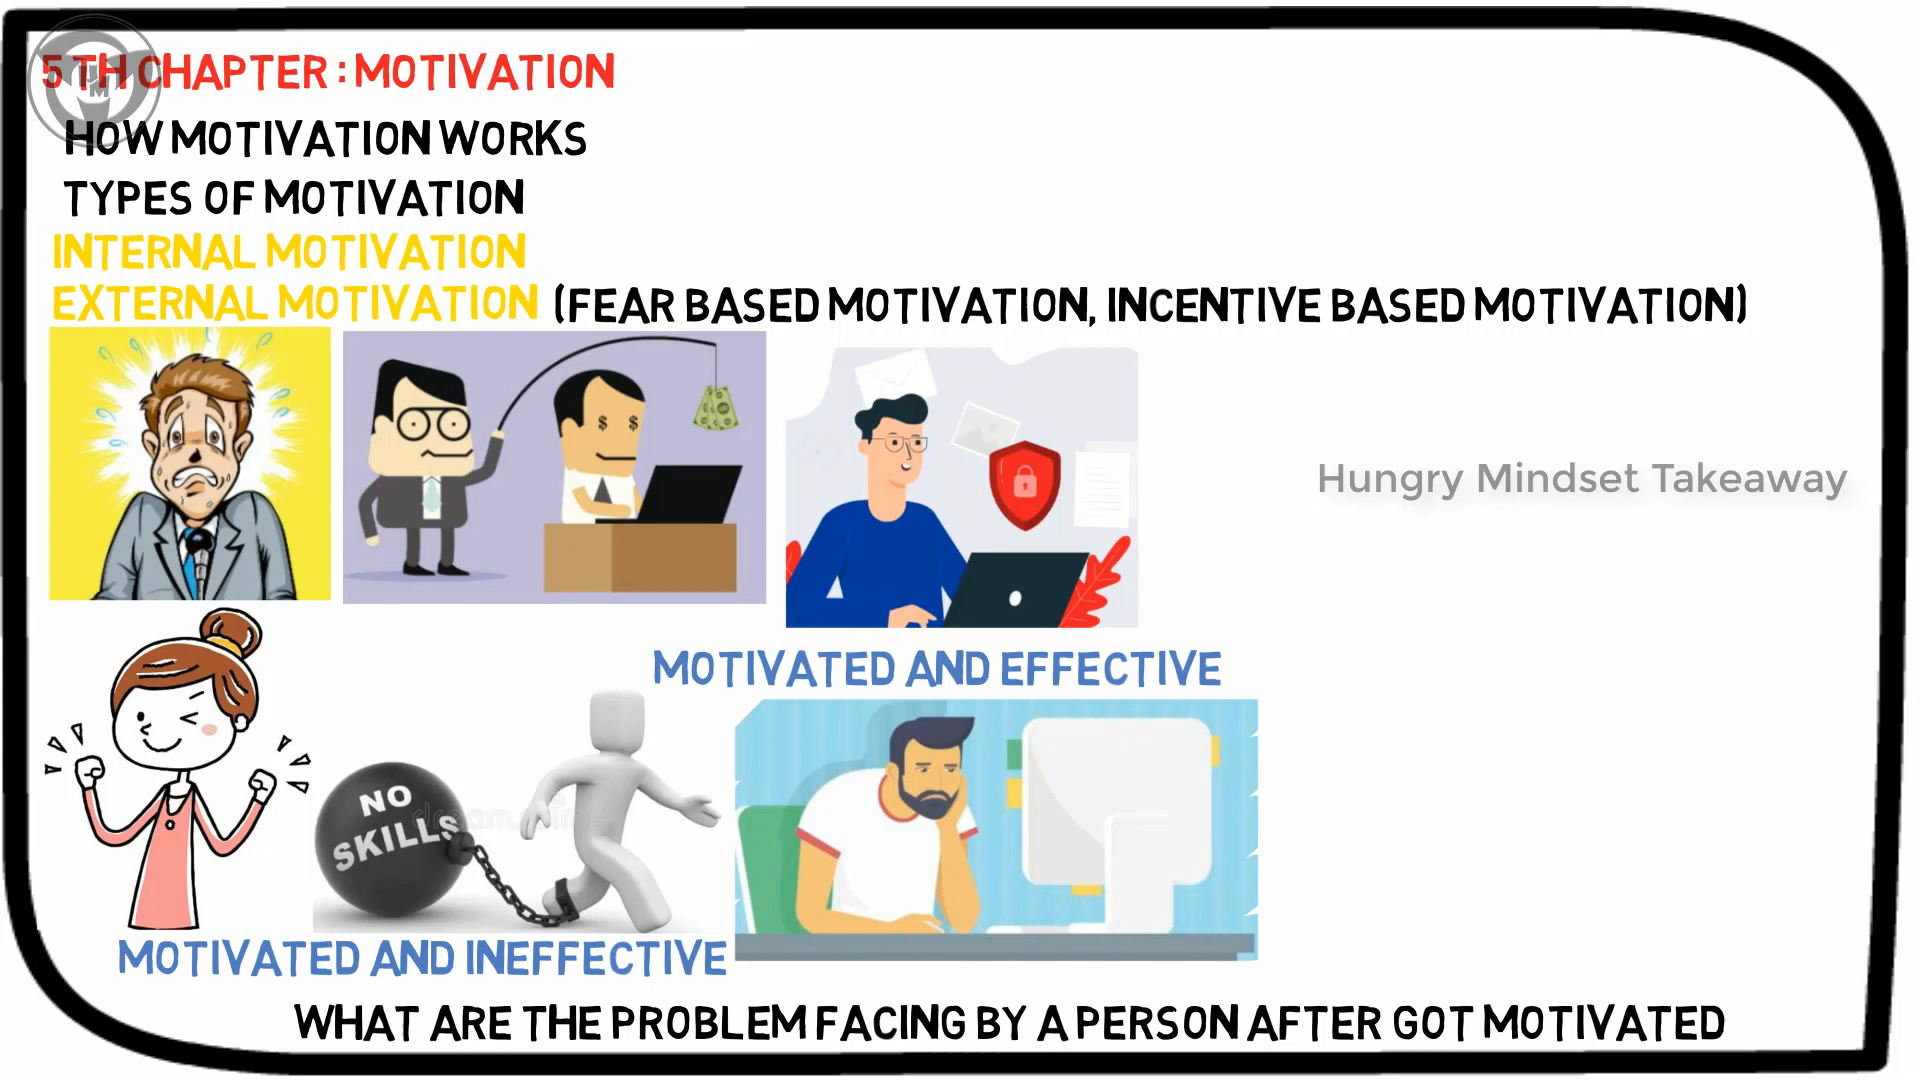 5 TH CHAPTER : MOTIVATION
HOW MOTIVATION WORKS
TYPES OF MOTIVATION
INTERNAL MOTIVATION
EXTERNAL MOTIVATION (FEAR BASED MOTIVATION, INCENTIVE BASED MOTIVATION)
$ $
Hungry Mindset Takeaway
MOTIVATED AND EFFECTIVE
NO
SKILLS
MOTIVATED AND INEFFECTIVE
WHAT ARE THE PROBLEM FACING BY A PERSON AFTER GOT MOTIVATED